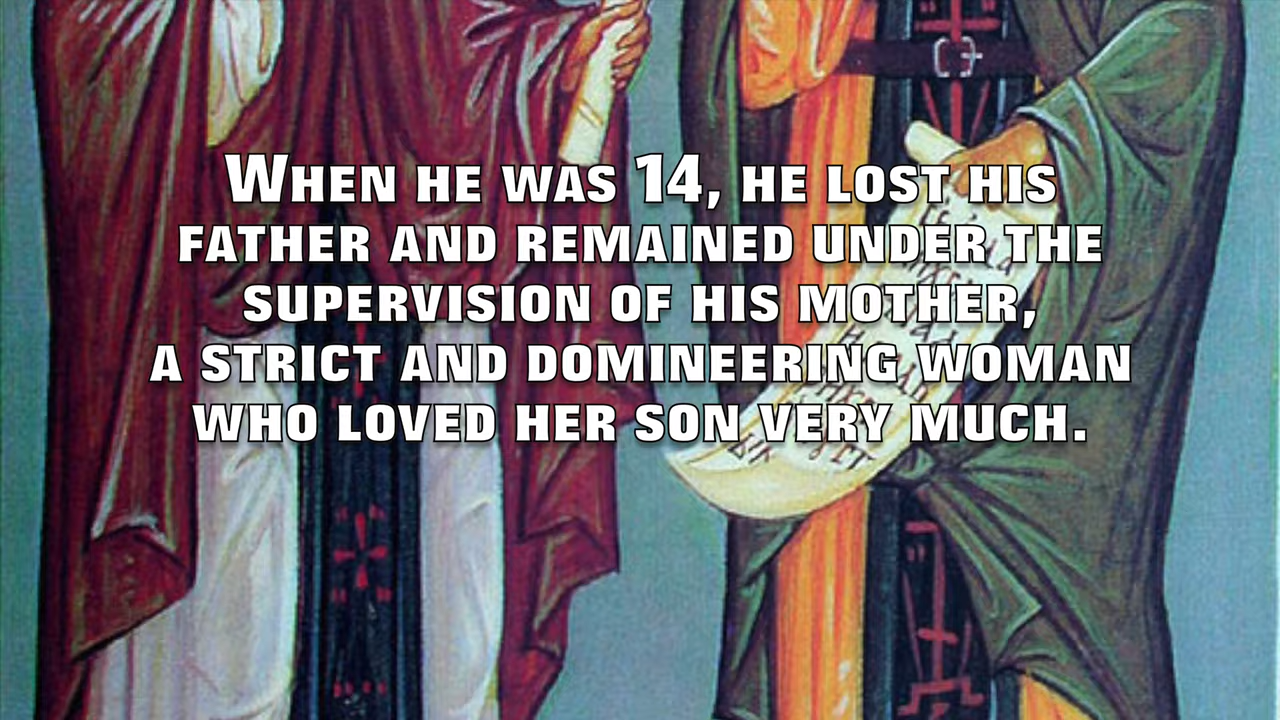 When he was 14, he lost his
father and remained under the
supervision of his mother,
a strict and domineering woman
who loved her son very much.